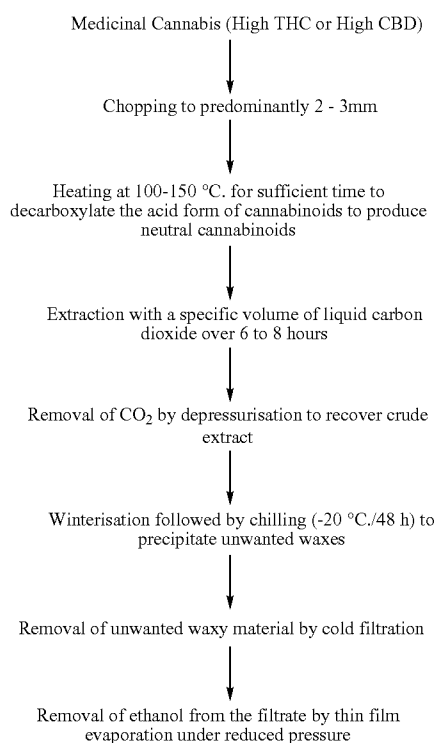 Medicinal Cannabis (High THC or High CBD)
Chopping to predominantly 2 - 3mm
Heating at 100-150 °C. for sufficient time to
decarboxylate the acid form of cannabinoids to produce
neutral cannabinoids
Extraction with a specific volume of liquid carbon
dioxide over 6 to 8 hours
Removal of CO₂ by depressurisation to recover crude
extract
Winterisation followed by chilling (-20 °C./48 h) to
precipitate unwanted waxes
Removal of unwanted waxy material by cold filtration
Removal of ethanol from the filtrate by thin film
evaporation under reduced pressure